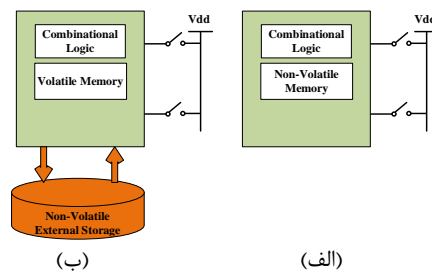 Vdd
Combinational
Logic
Volatile Memory
Non-Volatile
External Storage
(ب)
Vdd
Combinational
Logic
Non-Volatile
Memory
(الف)